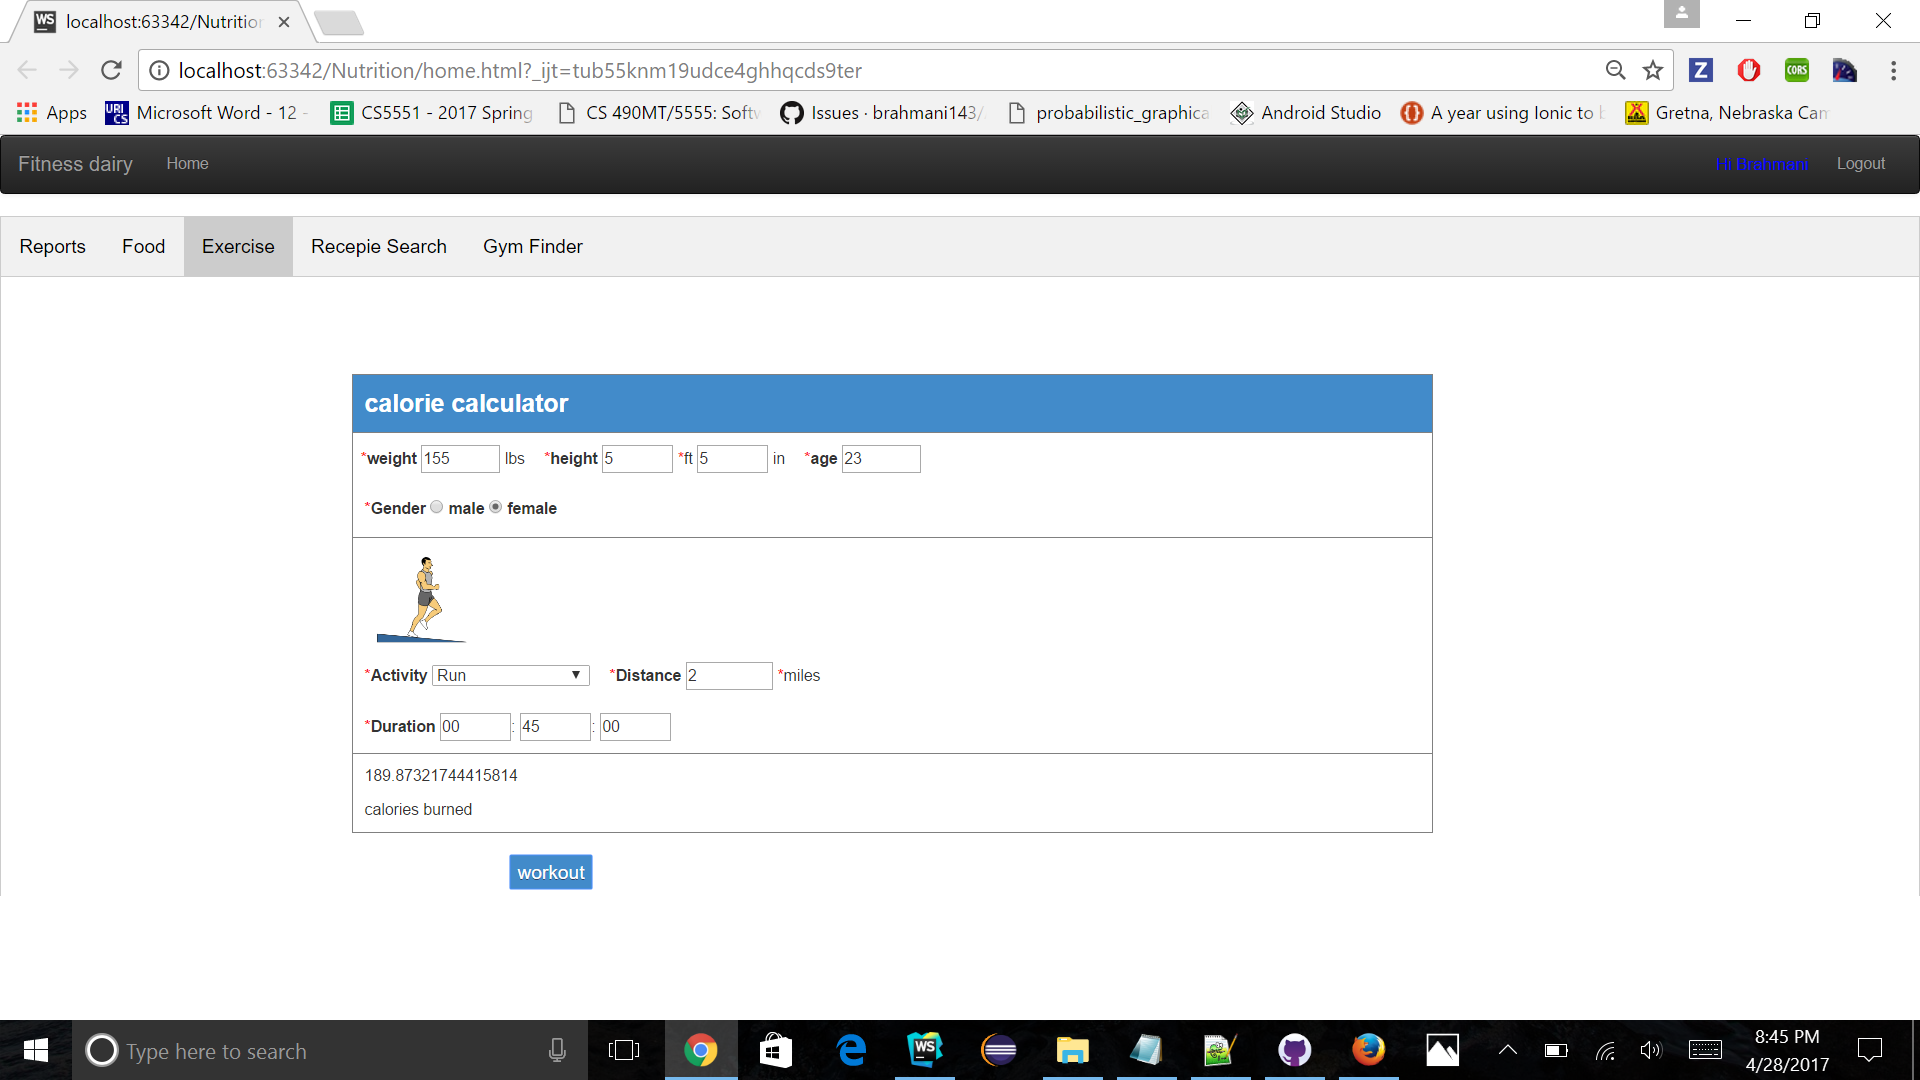 localhost:63342/Nutrition
localhost:63342/Nutrition/home.html?_ijt=tub55knm19udce4ghhqcds9ter
Apps Microsoft Word - 12 - CS5551 - 2017 Spring CS 490MT/5555: Softw Issues · brahmani143/ probabilistic_graphica Android Studio A year using Ionic to b Gretna, Nebraska Cam
Fitness dairy Home Hi Brahmani Logout
Reports Food Exercise Recepie Search Gym Finder
calorie calculator
*weight 155 lbs *height 5 *ft 5 in *age 23
*Gender male female
*Activity Run *Distance 2 *miles
*Duration 00 : 45 : 00
189.87321744415814
calories burned
workout
Type here to search
8:45 PM
4/28/2017